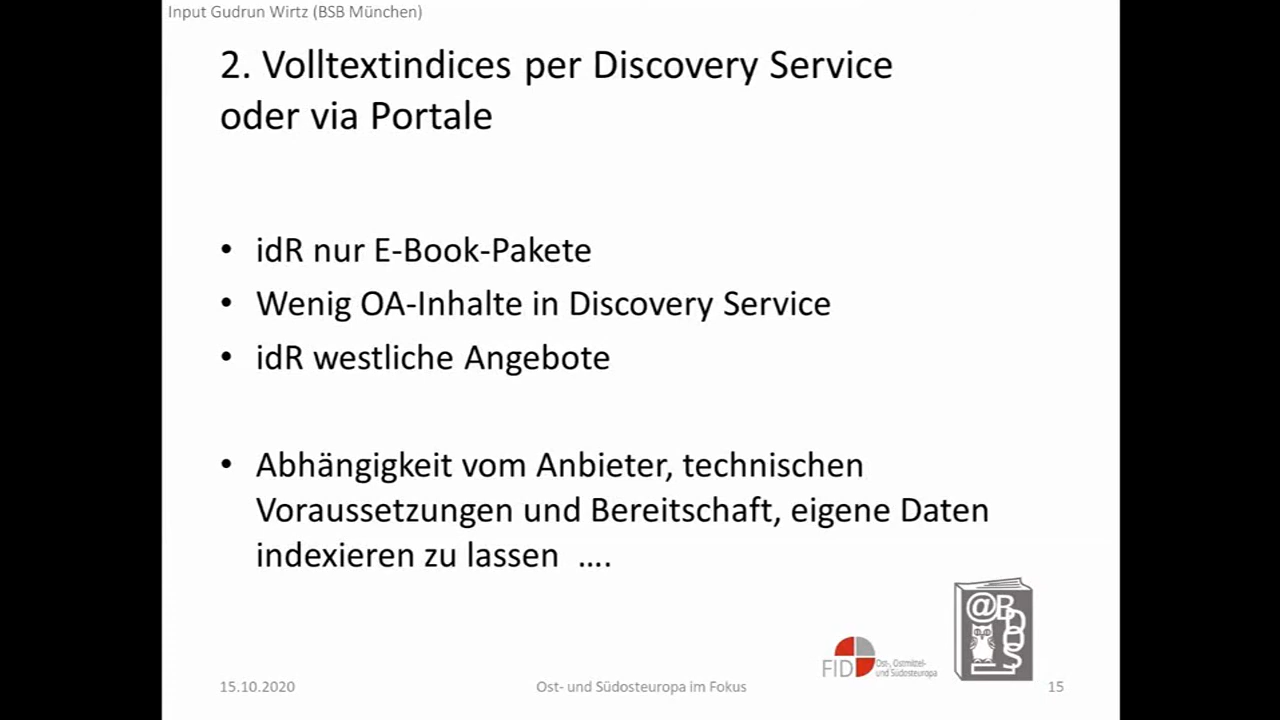 Input Gudrun Wirtz (BSB München)
2. Volltextindices per Discovery Service
oder via Portale
• idR nur E-Book-Pakete
• Wenig OA-Inhalte in Discovery Service
• idR westliche Angebote
• Abhängigkeit vom Anbieter, technischen
Voraussetzungen und Bereitschaft, eigene Daten
indexieren zu lassen ….
@BDOS
FID
Ost-, Ostmittel-
und Südosteuropa
15.10.2020
Ost- und Südosteuropa im Fokus
15